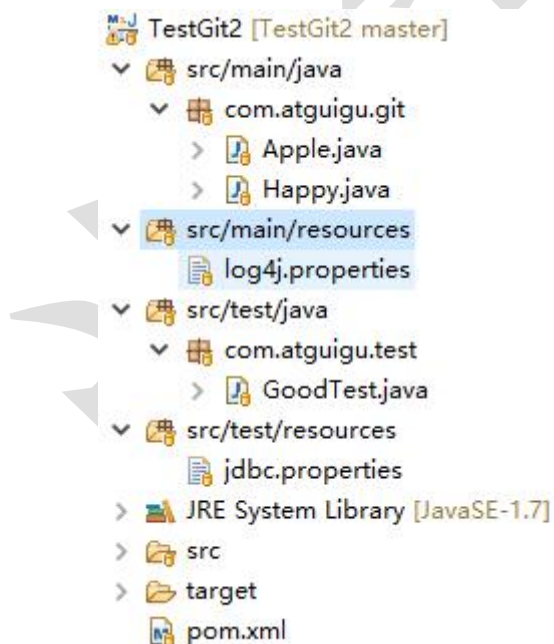 TestGit2 [TestGit2 master]
src/main/java
com.atguigu.git
Apple.java
Happy.java
src/main/resources
log4j.properties
src/test/java
com.atguigu.test
GoodTest.java
src/test/resources
jdbc.properties
JRE System Library [JavaSE-1.7]
src
target
pom.xml